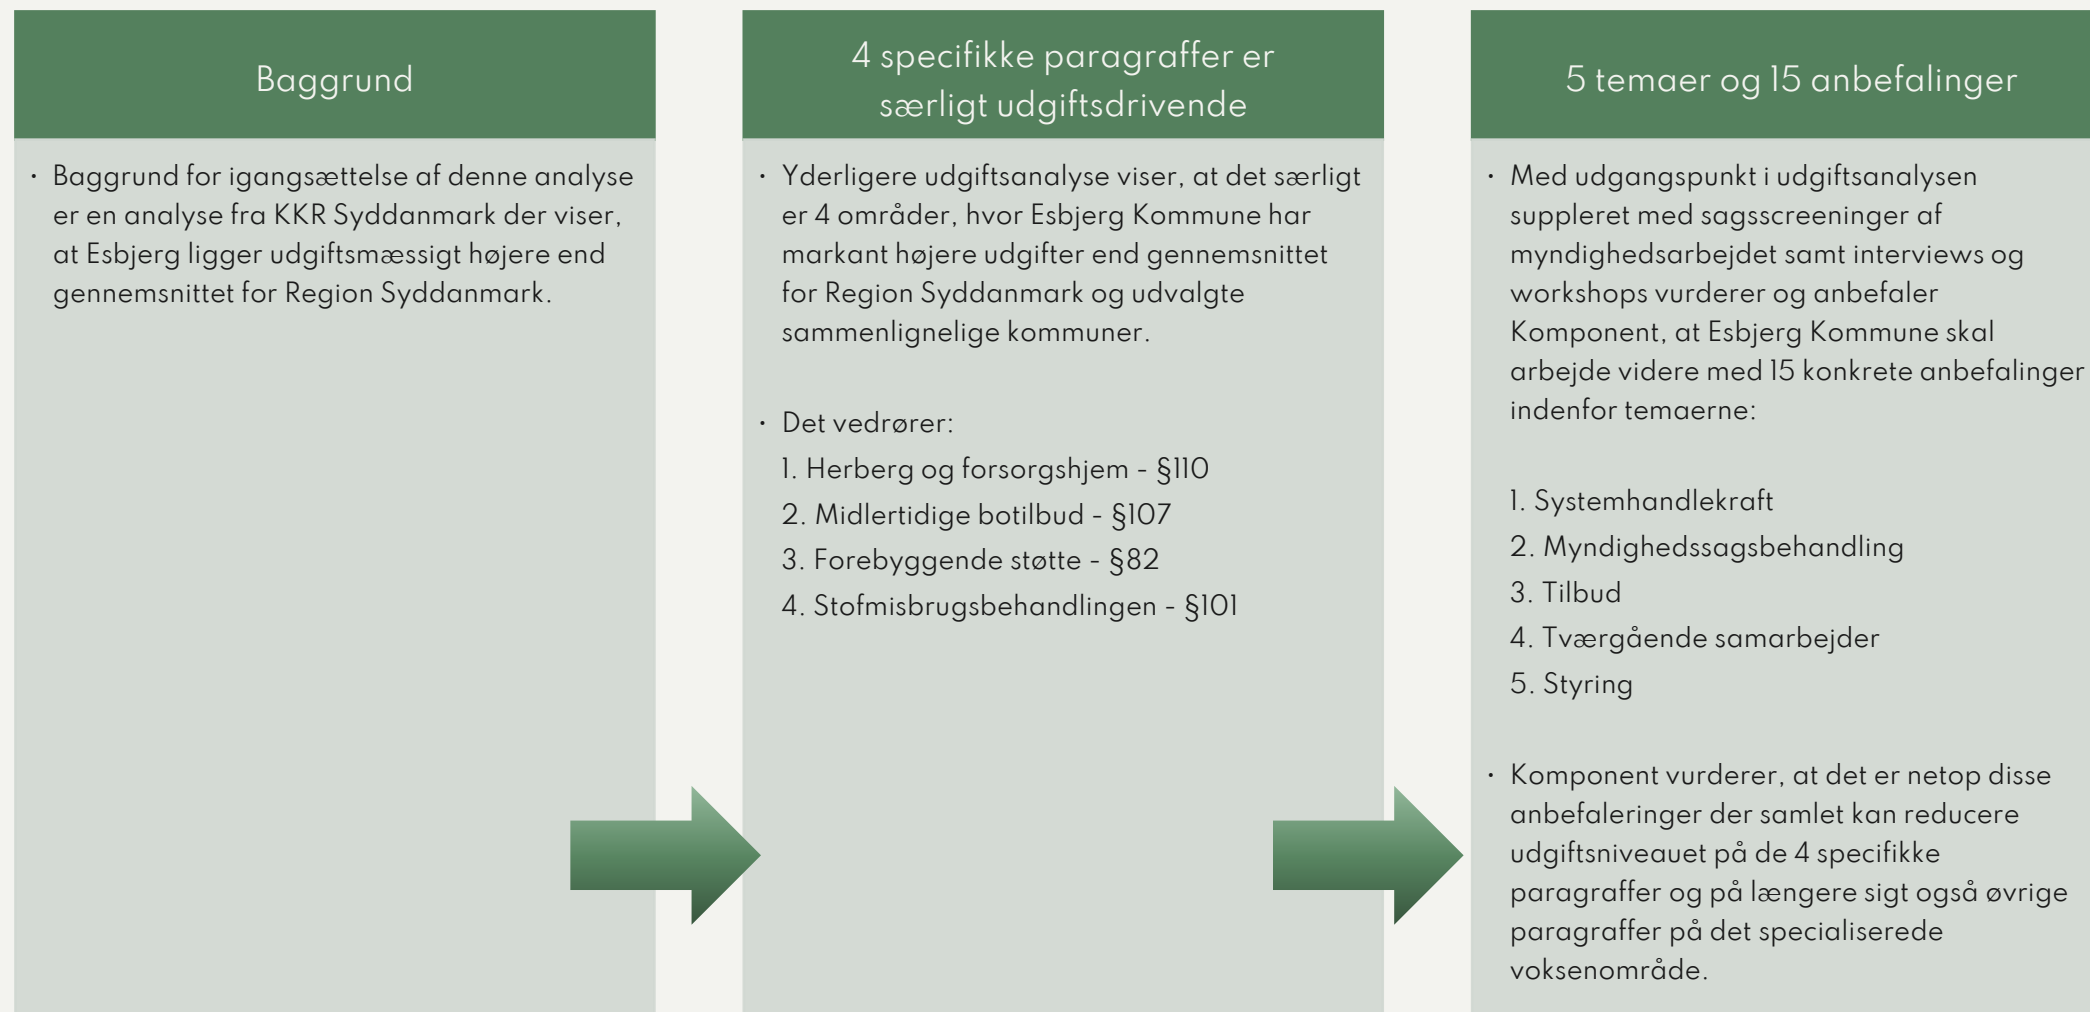 Baggrund
· Baggrund for igangsættelse af denne analyse
er en analyse fra KKR Syddanmark der viser,
at Esbjerg ligger udgiftsmæssigt højere end
gennemsnittet for Region Syddanmark.
4 specifikke paragraffer er
særligt udgiftsdrivende
· Yderligere udgiftsanalyse viser, at det særligt
er 4 områder, hvor Esbjerg Kommune har
markant højere udgifter end gennemsnittet
for Region Syddanmark og udvalgte
sammenlignelige kommuner.
· Det vedrører:
1. Herberg og forsorgshjem - §110
2. Midlertidige botilbud - §107
3. Forebyggende støtte - §82
4. Stofmisbrugsbehandlingen - §101
5 temaer og 15 anbefalinger
· Med udgangspunkt i udgiftsanalysen
suppleret med sagsscreeninger af
myndighedsarbejdet samt interviews og
workshops vurderer og anbefaler
Komponent, at Esbjerg Kommune skal
arbejde videre med 15 konkrete anbefalinger
indenfor temaerne:
1. Systemhandlekraft
2. Myndighedssagsbehandling
3. Tilbud
4. Tværgående samarbejder
5. Styring
· Komponent vurderer, at det er netop disse
anbefaleringer der samlet kan reducere
udgiftsniveauet på de 4 specifikke
paragraffer og på længere sigt også øvrige
paragraffer på det specialiserede
voksenområde.